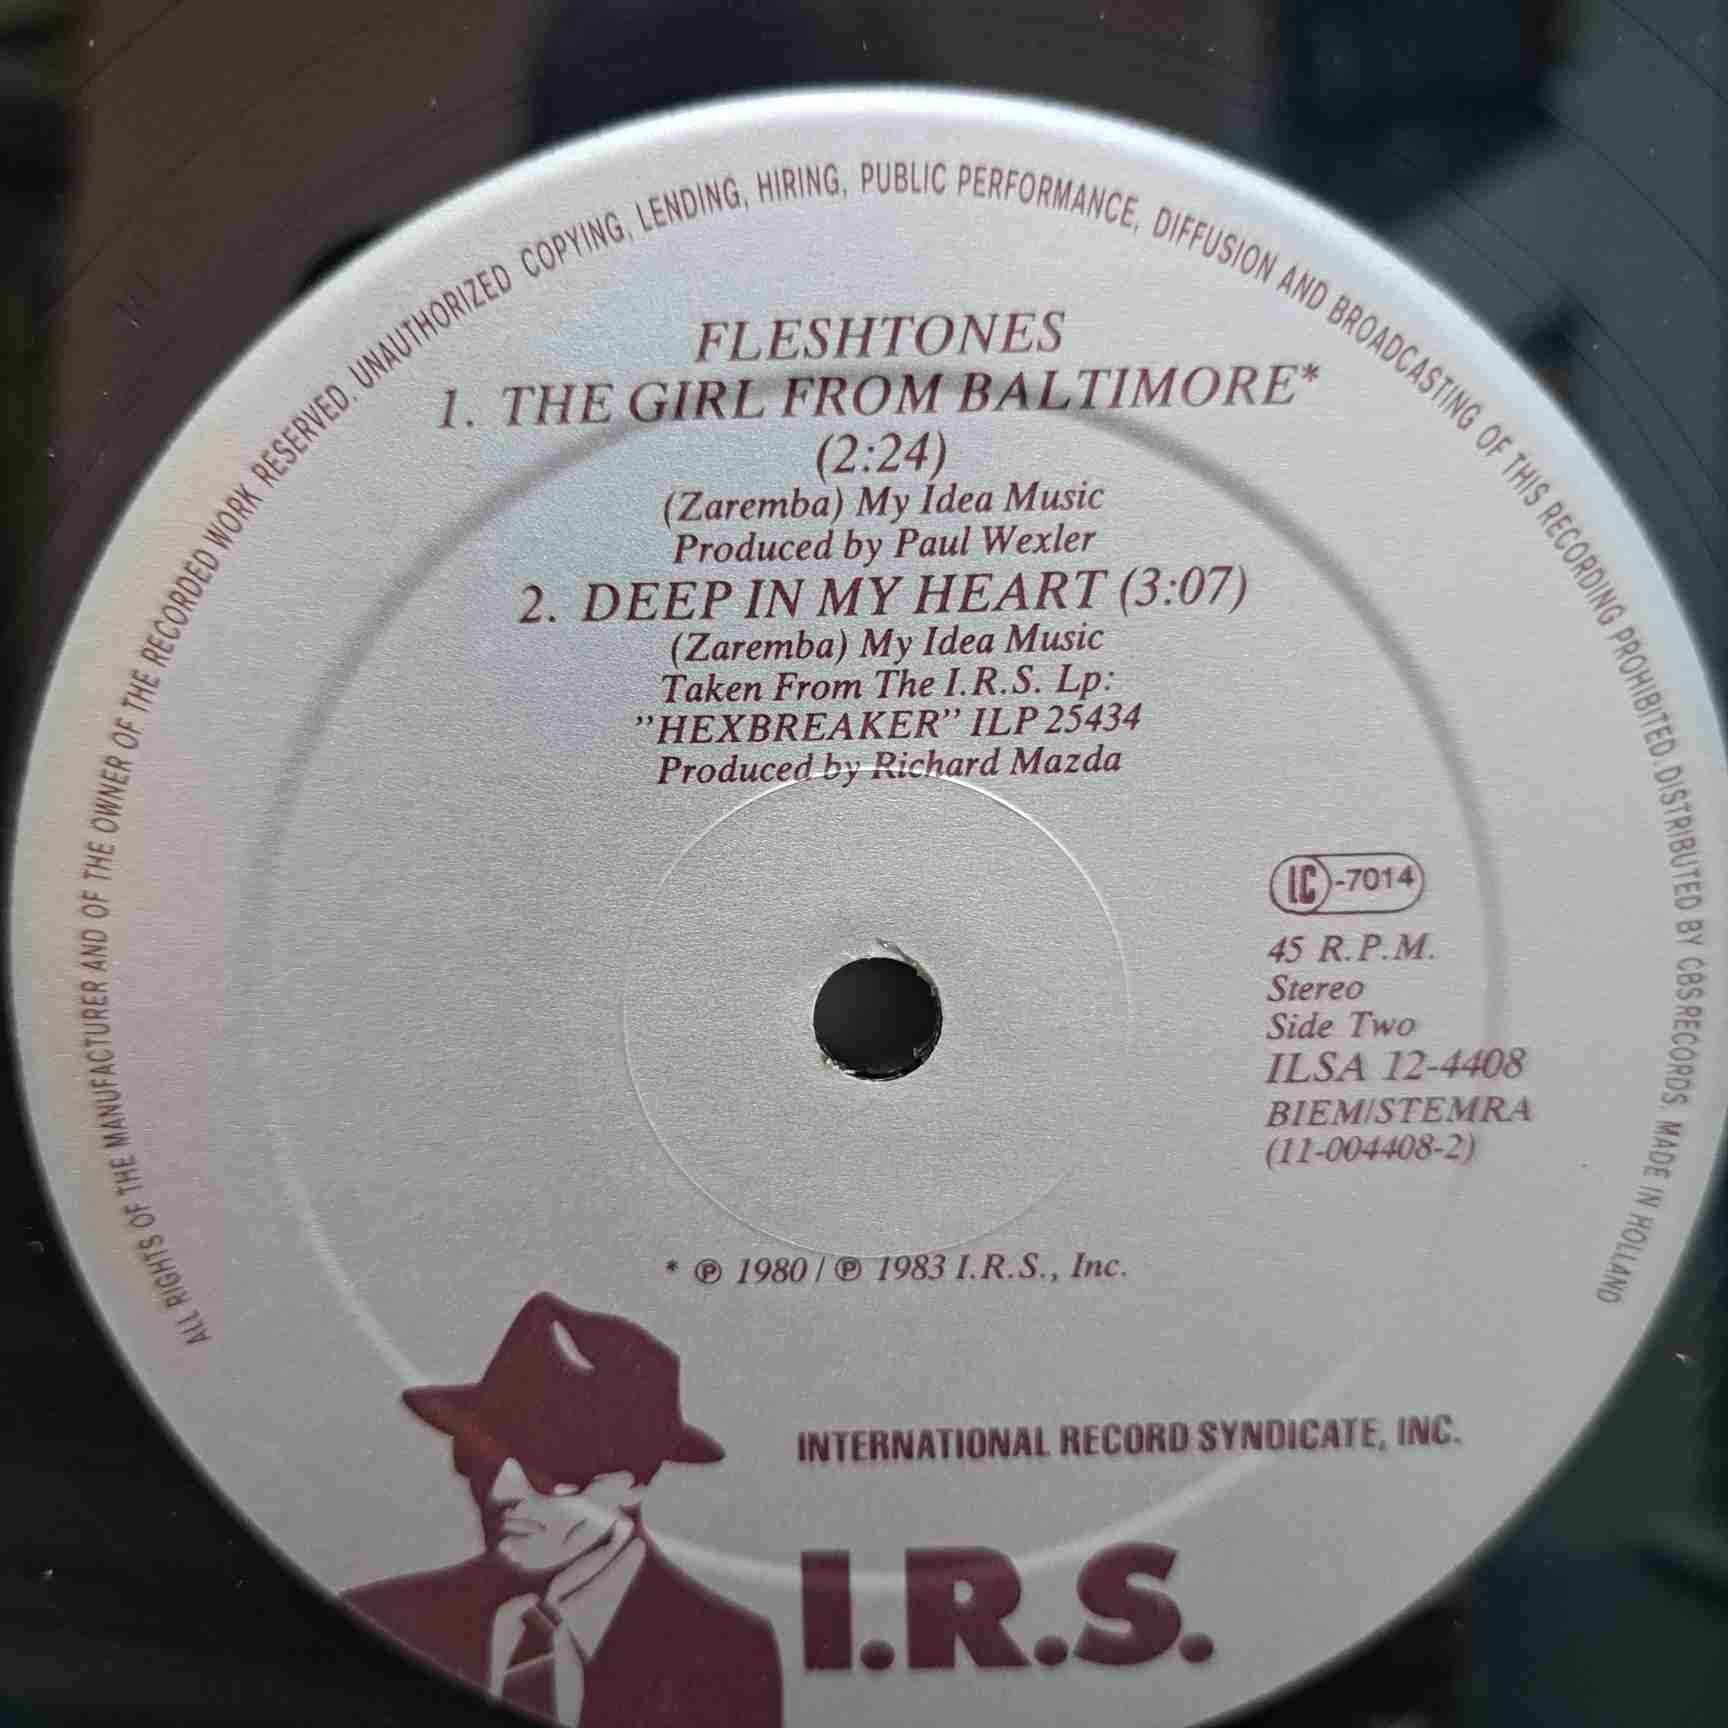 ALL RIGHTS OF THE MANUFACTURER AND OF THE OWNER OF THE RECORDED WORK RESERVED. UNAUTHORIZED COPYING, LENDING, HIRING, PUBLIC PERFORMANCE, DIFFUSION AND BROADCASTING OF THIS RECORDING PROHIBITED. DISTRIBUTED BY CBS RECORDS. MADE IN HOLLAND
FLESHTONES
1. THE GIRL FROM BALTIMORE*
(2:24)
(Zaremba) My Idea Music
Produced by Paul Wexler
2. DEEP IN MY HEART (3:07)
(Zaremba) My Idea Music
Taken From The I.R.S. Lp:
”HEXBREAKER” ILP 25434
Produced by Richard Mazda
LC-7014
45 R.P.M.
Stereo
Side Two
ILSA 12-4408
BIEM/STEMRA
(11-004408-2)
* ℗ 1980 / ℗ 1983 I.R.S., Inc.
INTERNATIONAL RECORD SYNDICATE, INC.
I.R.S.